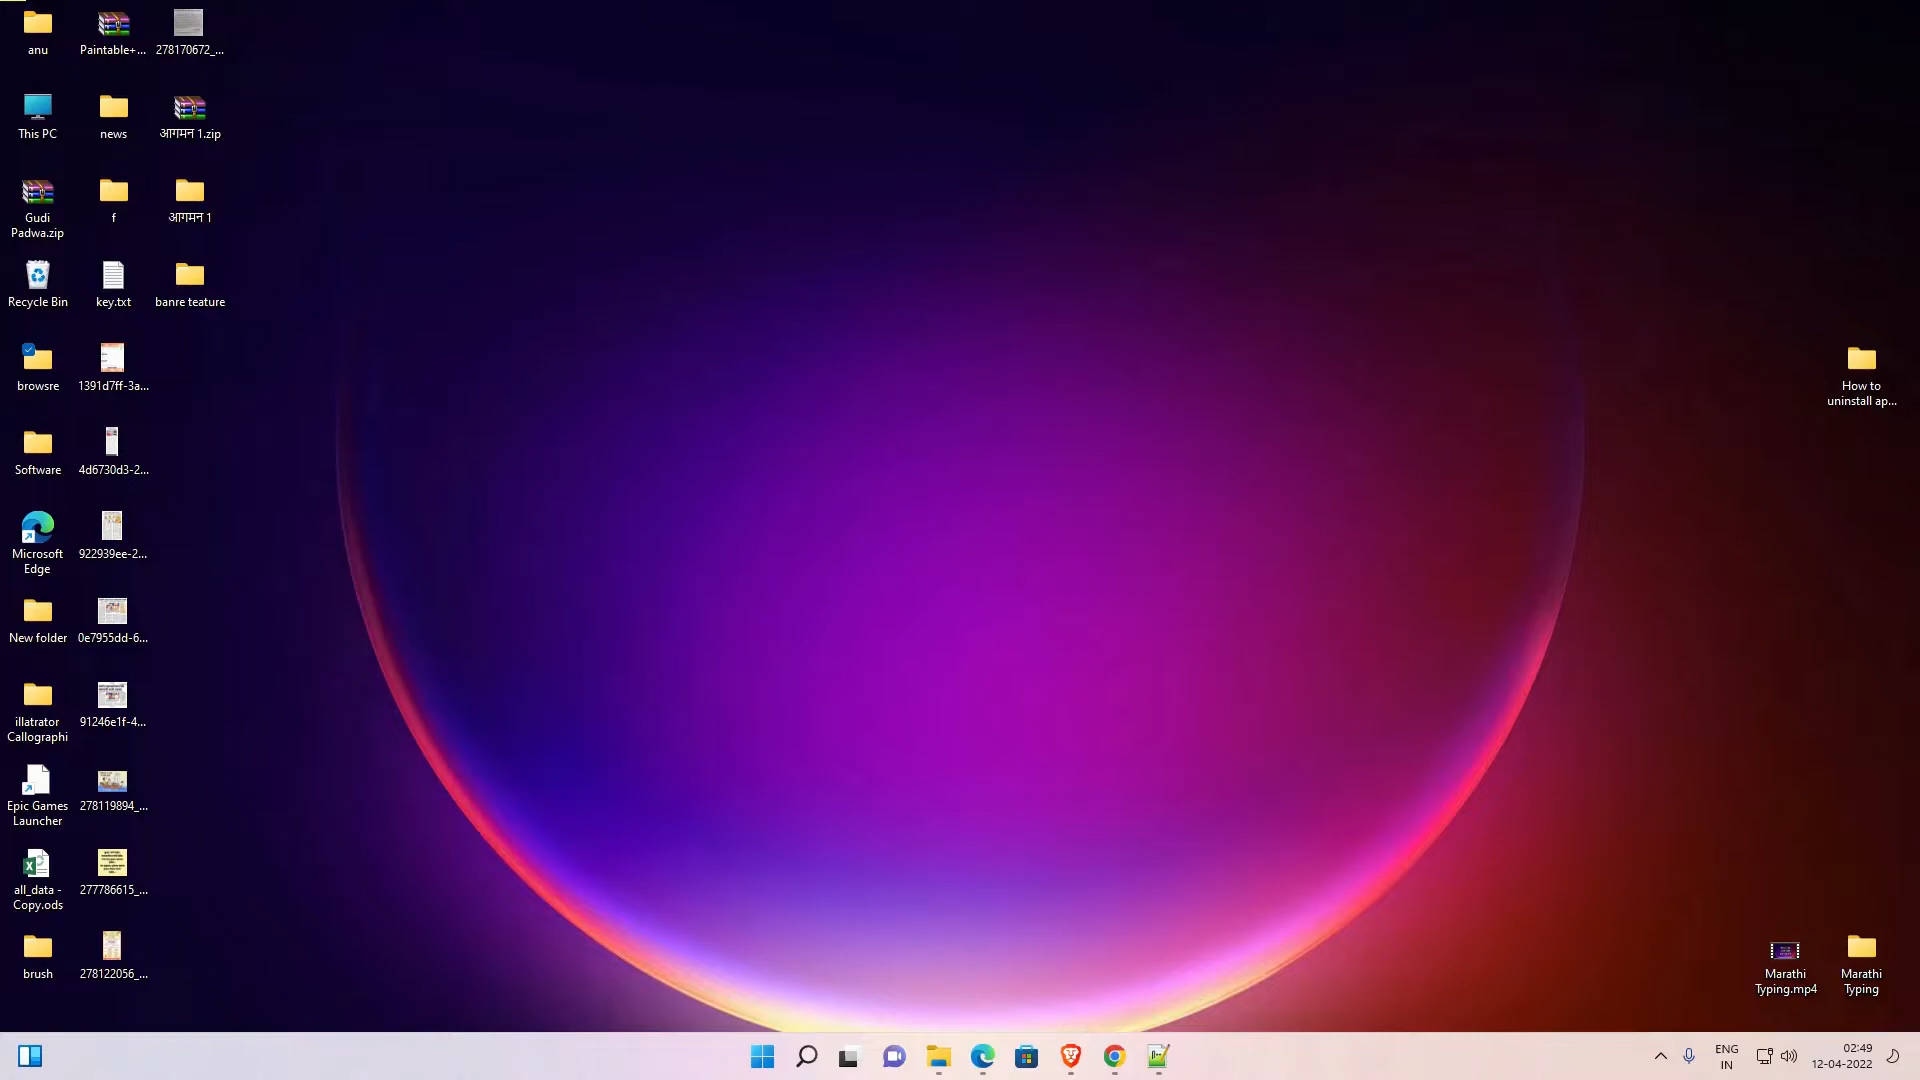 anu
Paintable+...
278170672_...
This PC
news
आगमन 1.zip
Gudi
Padwa.zip
f
आगमन 1
Recycle Bin
key.txt
banre teature
browsre
1391d7ff-3a...
How to
uninstall ap...
Software
4d6730d3-2...
Microsoft
Edge
922939ee-2...
New folder
0e7955dd-6...
illatrator
Callographi
91246e1f-4...
Epic Games
Launcher
278119894_...
all_data -
Copy.ods
277786615_...
brush
278122056_...
Marathi
Typing.mp4
Marathi
Typing
ENG
IN
02:49
12-04-2022